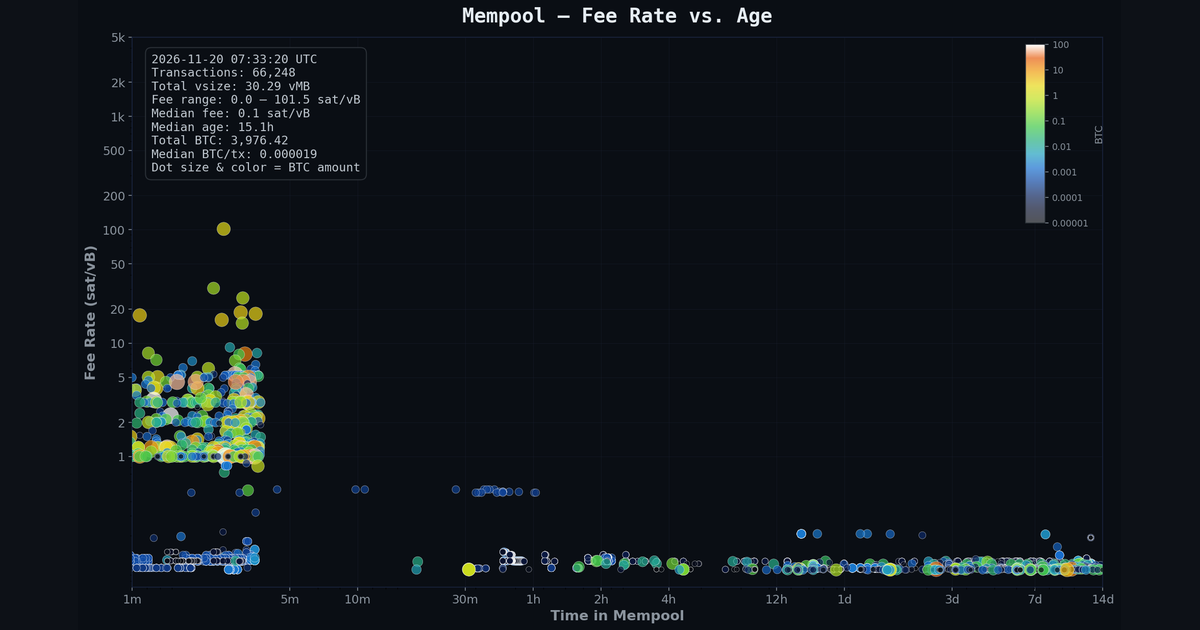 Mempool — Fee Rate vs. Age
5k
2k
1k
500
200
100
50
20
10
5
2
1
Fee Rate (sat/vB)
2026-11-20 07:33:20 UTC
Transactions: 66,248
Total vsize: 30.29 vMB
Fee range: 0.0 — 101.5 sat/vB
Median fee: 0.1 sat/vB
Median age: 15.1h
Total BTC: 3,976.42
Median BTC/tx: 0.000019
Dot size & color = BTC amount
100
10
1
0.1
0.01
0.001
0.0001
0.00001
BTC
1m 5m 10m 30m 1h 2h 4h 12h 1d 3d 7d 14d
Time in Mempool